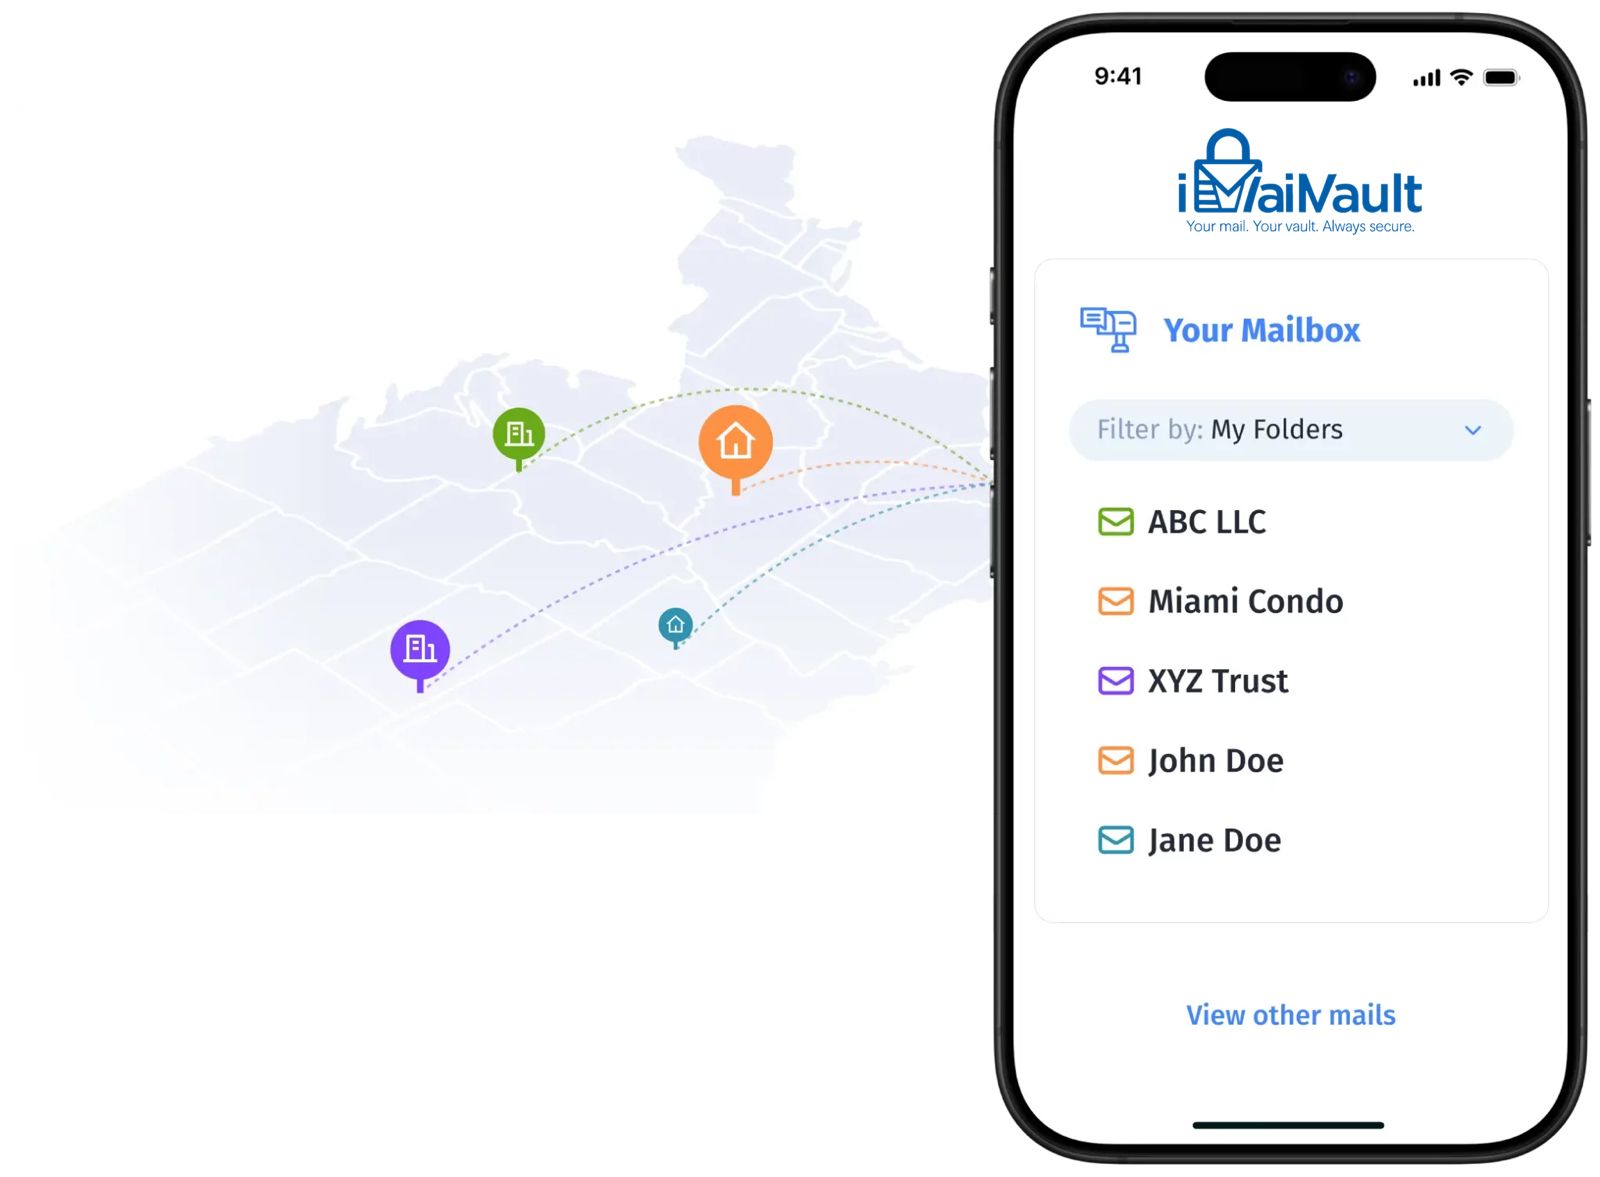 9:41
iMailVault
Your mail. Your vault. Always secure.
Your Mailbox
Filter by: My Folders
ABC LLC
Miami Condo
XYZ Trust
John Doe
Jane Doe
View other mails